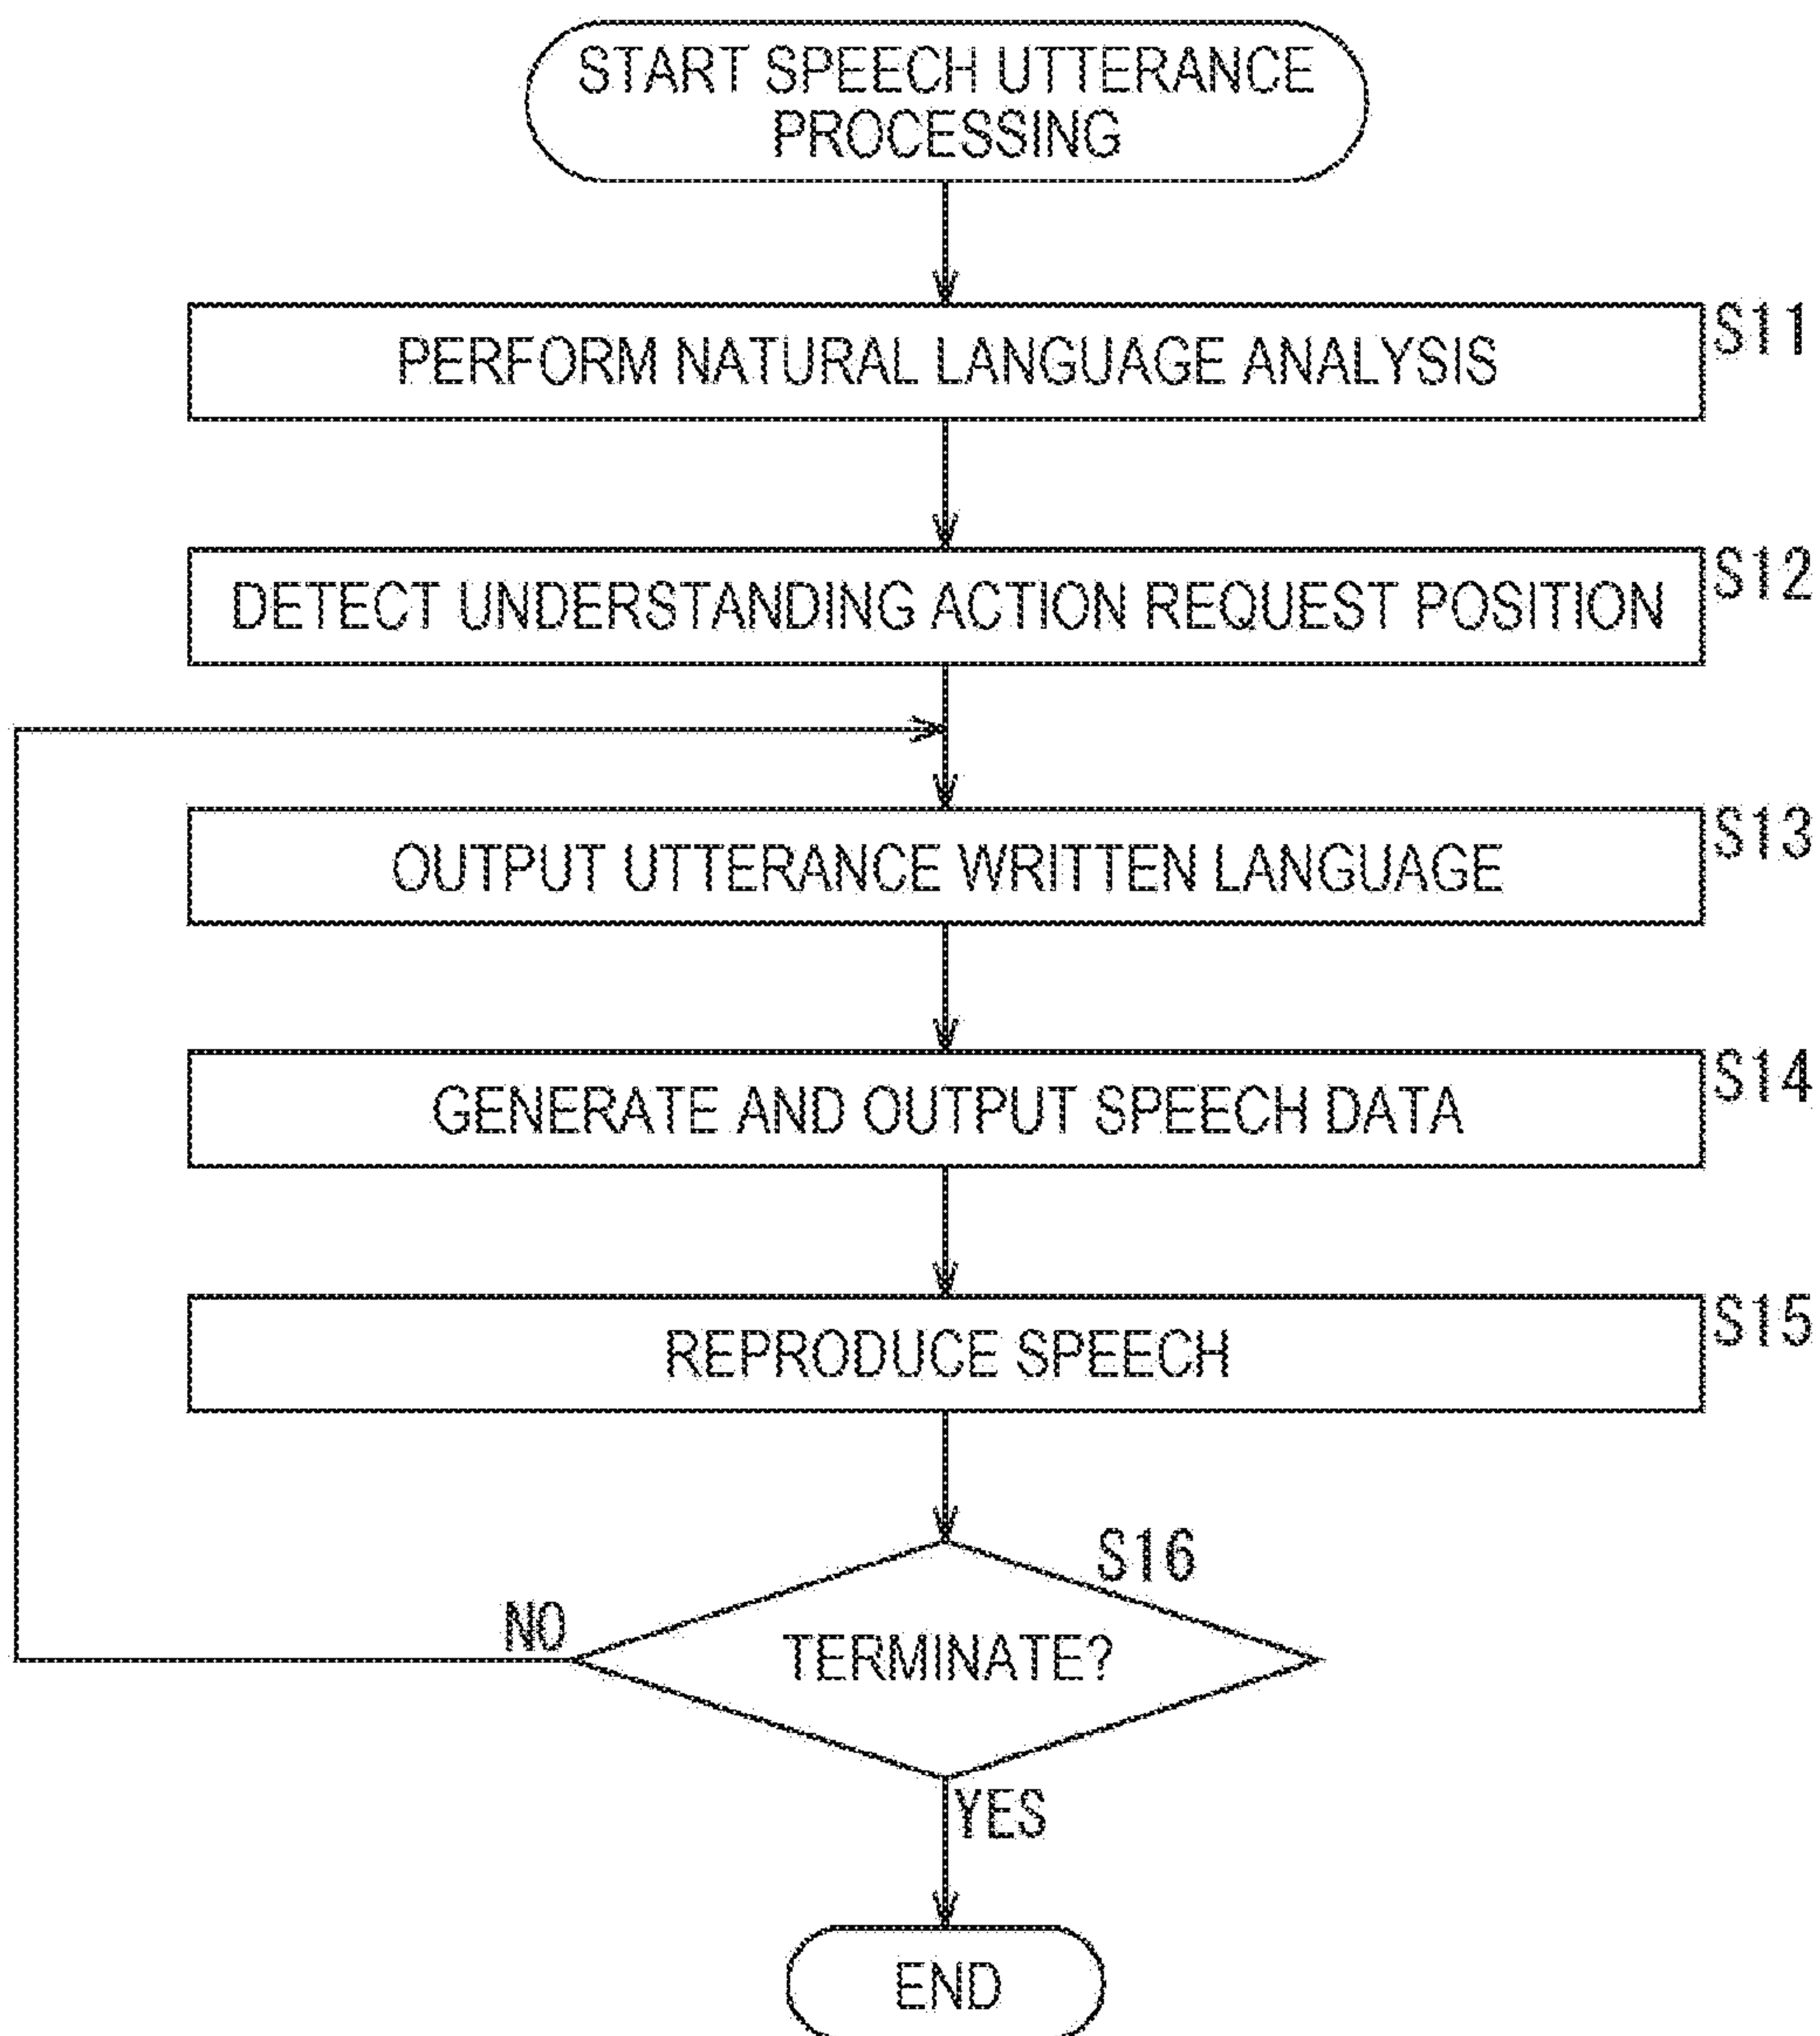 START SPEECH UTTERANCE
PROCESSING
S11
PERFORM NATURAL LANGUAGE ANALYSIS
S12
DETECT UNDERSTANDING ACTION REQUEST POSITION
S13
OUTPUT UTTERANCE WRITTEN LANGUAGE
S14
GENERATE AND OUTPUT SPEECH DATA
S15
REPRODUCE SPEECH
S16
NO
TERMINATE?
YES
END